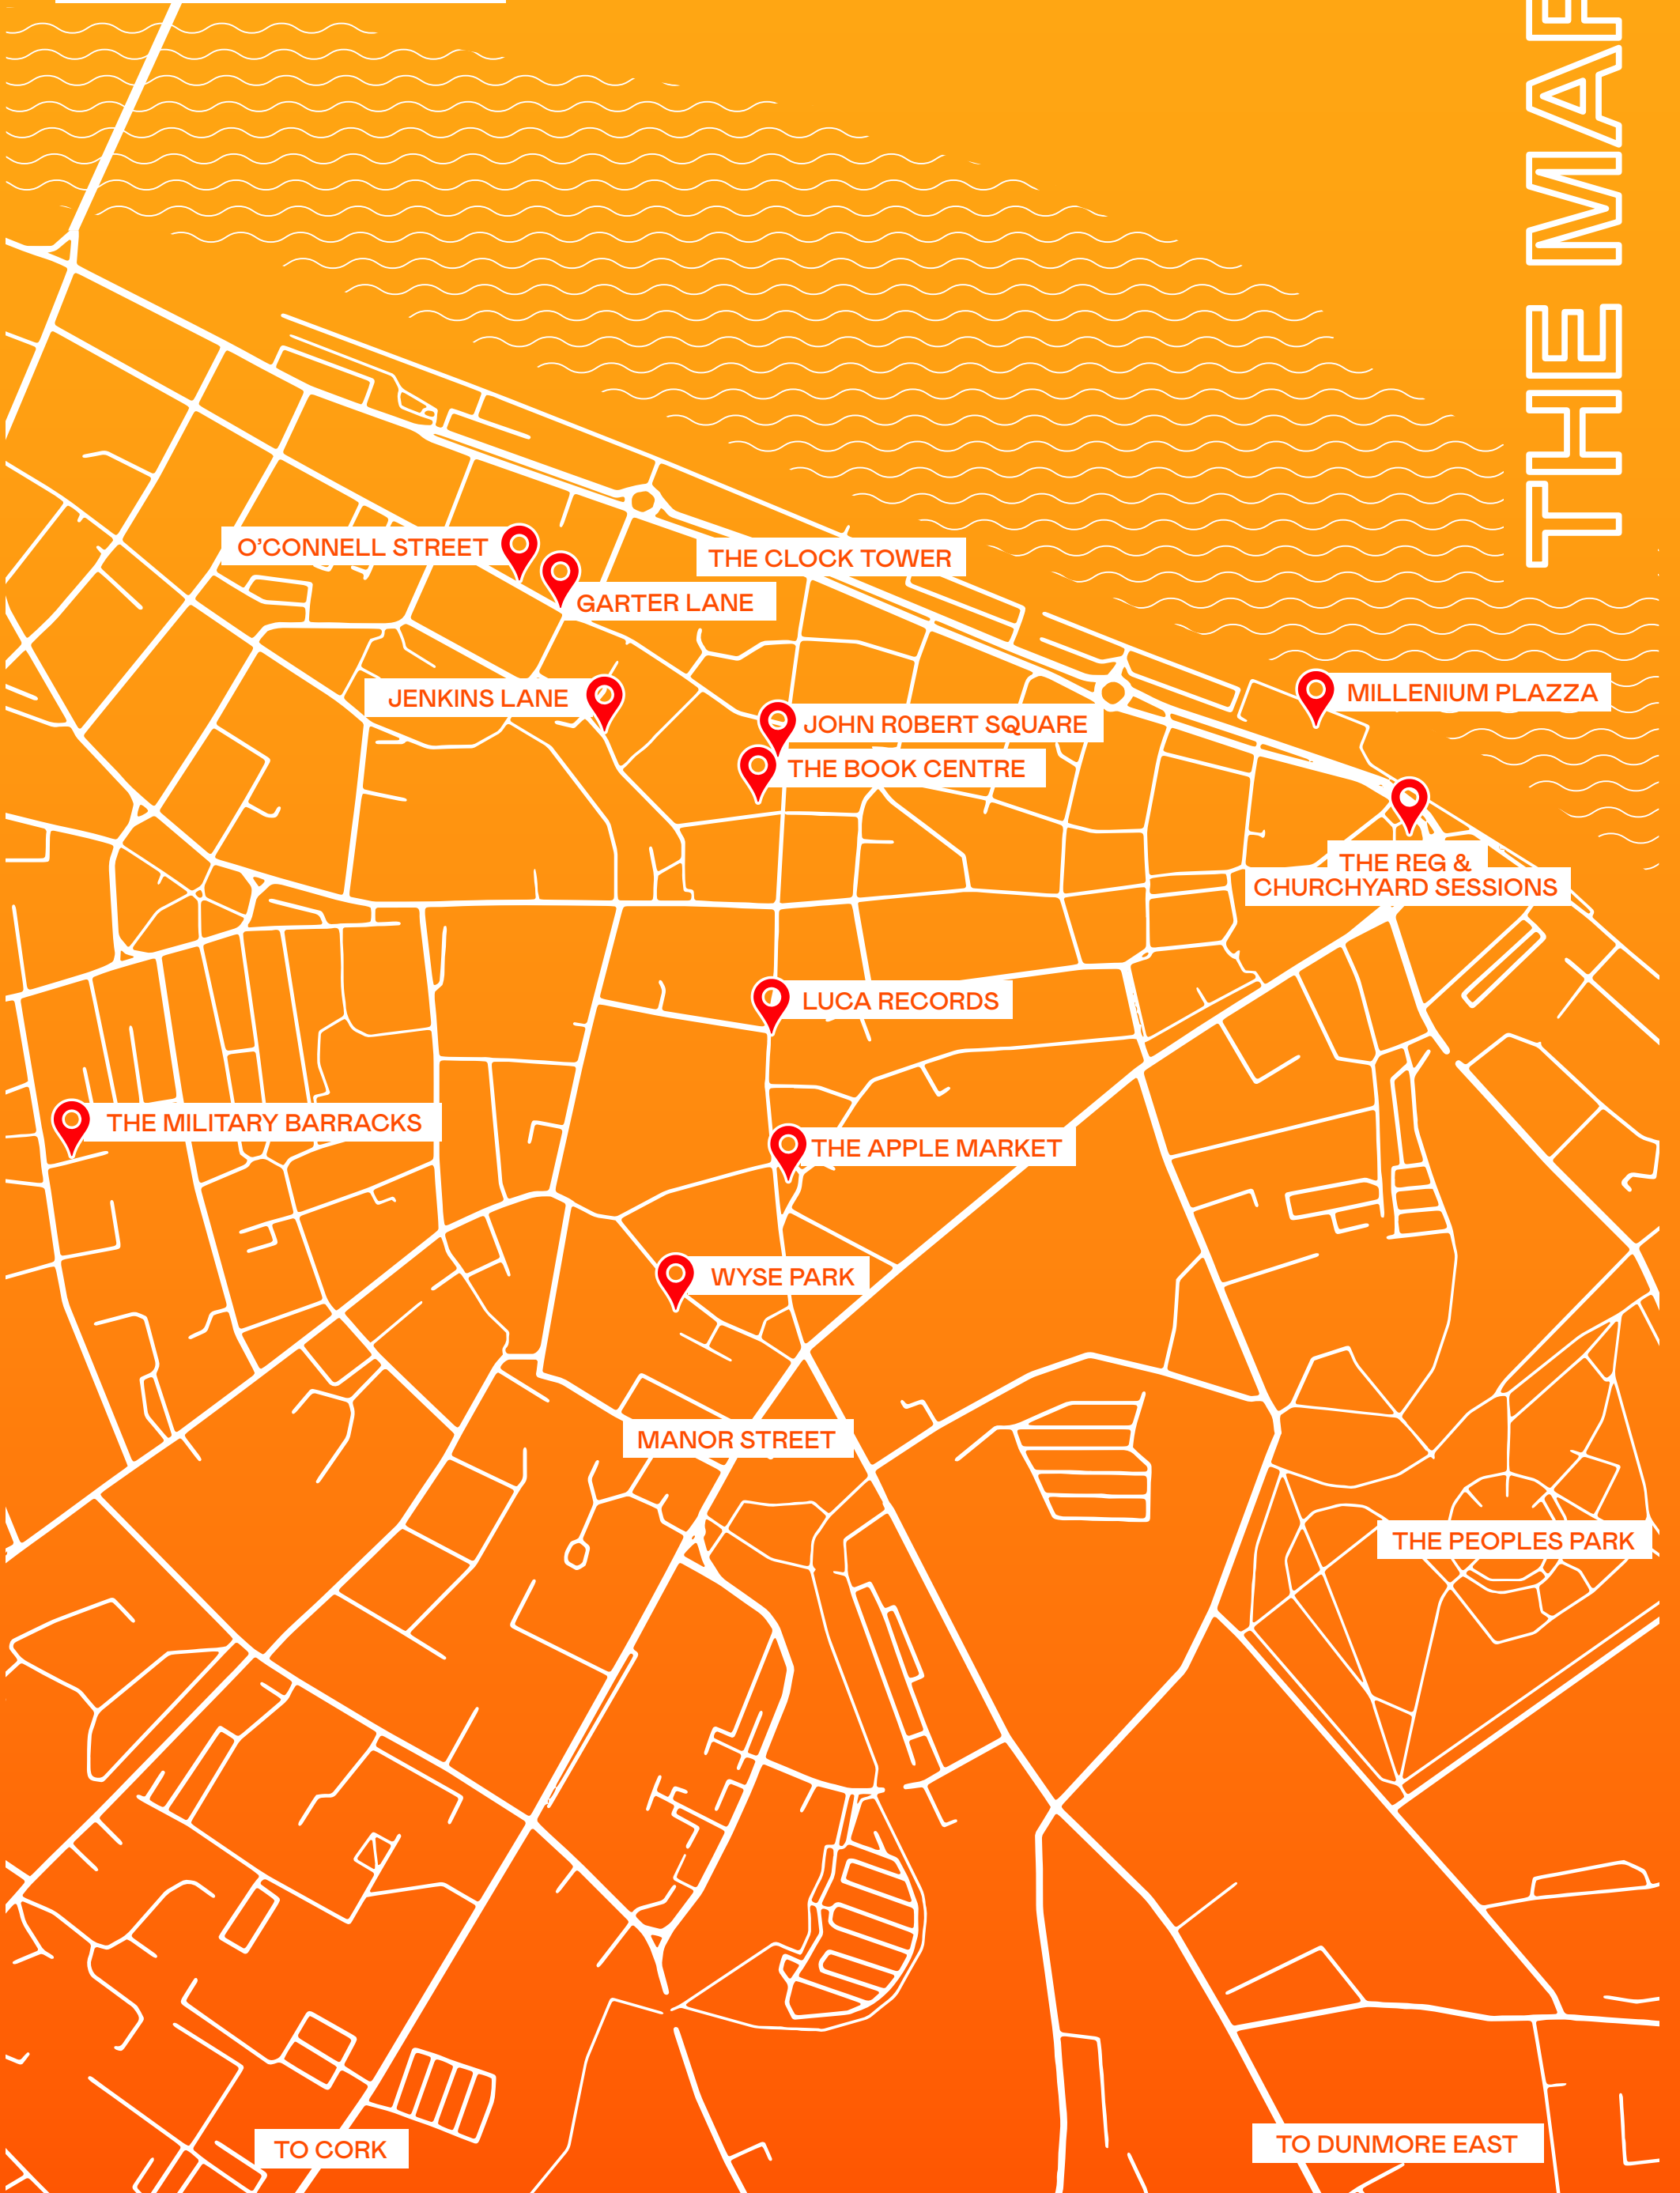 THE MAP
O'CONNELL STREET
THE CLOCK TOWER
GARTER LANE
JENKINS LANE
MILLENIUM PLAZZA
JOHN R0BERT SQUARE
THE BOOK CENTRE
THE REG &
CHURCHYARD SESSIONS
LUCA RECORDS
THE MILITARY BARRACKS
THE APPLE MARKET
WYSE PARK
MANOR STREET
THE PEOPLES PARK
TO CORK
TO DUNMORE EAST